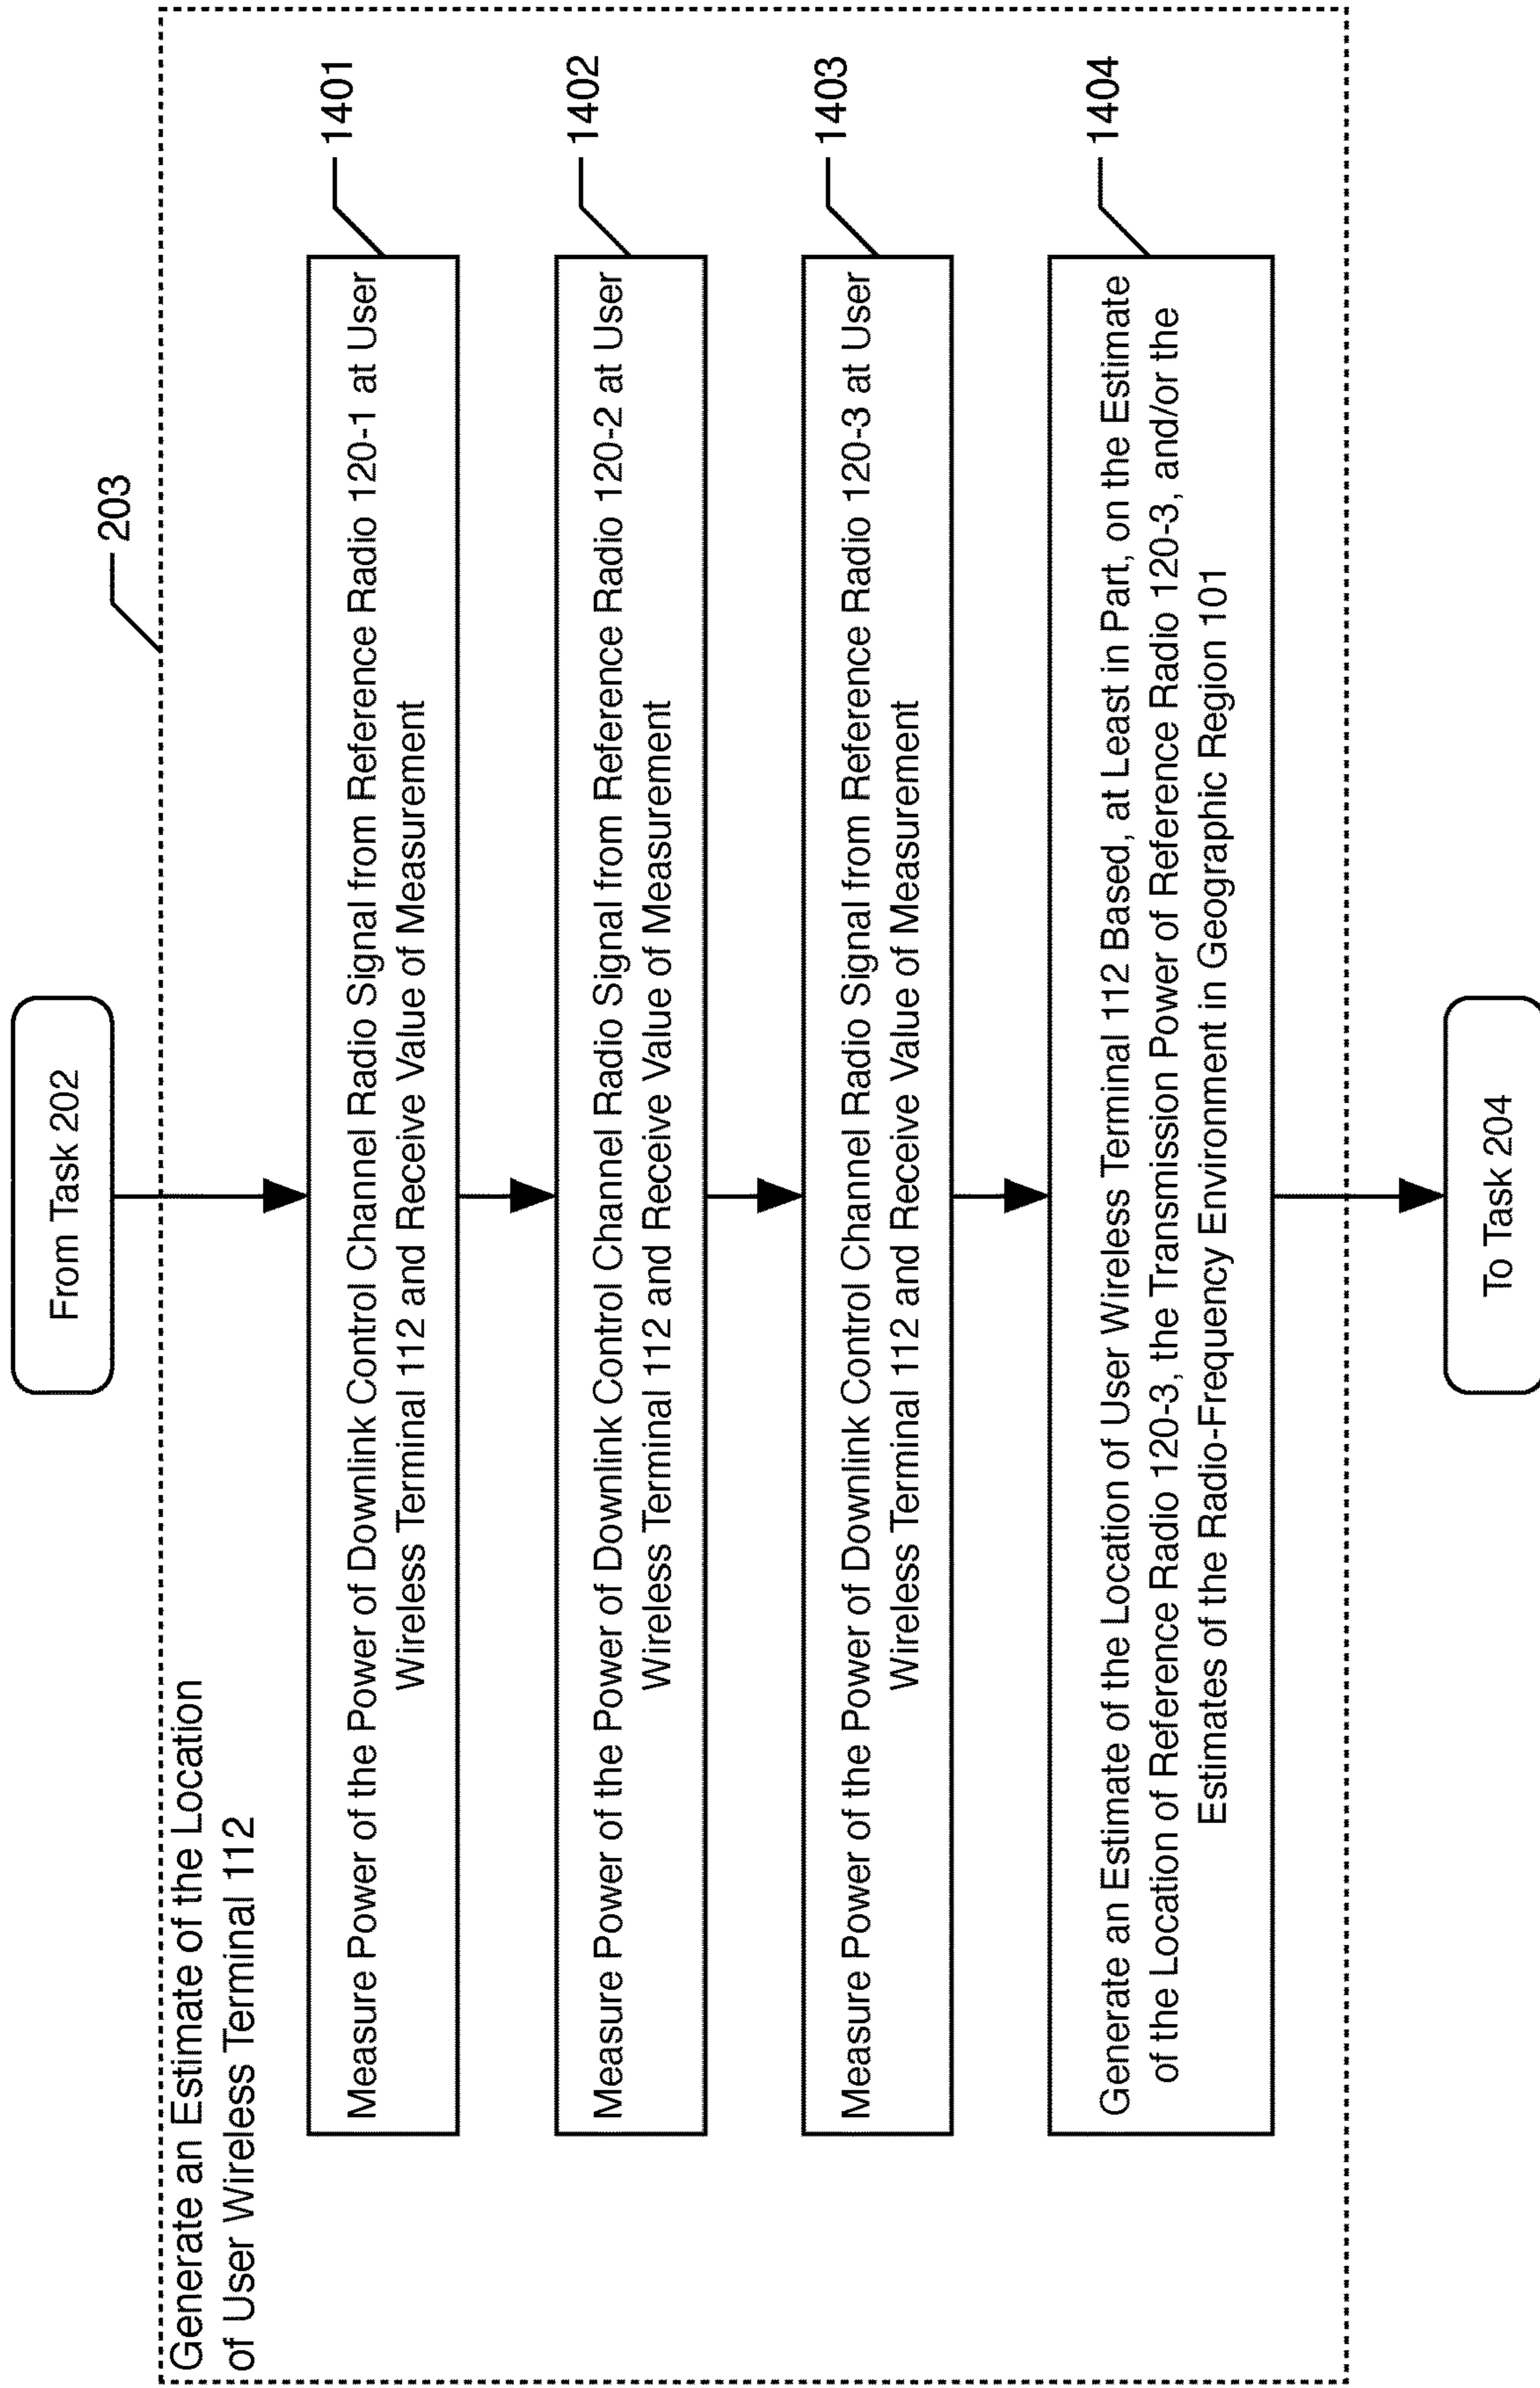 From Task 202
203
Generate an Estimate of the Location
of User Wireless Terminal 112
1401
Measure Power of the Power of Downlink Control Channel Radio Signal from Reference Radio 120-1 at User
Wireless Terminal 112 and Receive Value of Measurement
1402
Measure Power of the Power of Downlink Control Channel Radio Signal from Reference Radio 120-2 at User
Wireless Terminal 112 and Receive Value of Measurement
1403
Measure Power of the Power of Downlink Control Channel Radio Signal from Reference Radio 120-3 at User
Wireless Terminal 112 and Receive Value of Measurement
1404
Generate an Estimate of the Location of User Wireless Terminal 112 Based, at Least in Part, on the Estimate
of the Location of Reference Radio 120-3, the Transmission Power of Reference Radio 120-3, and/or the
Estimates of the Radio-Frequency Environment in Geographic Region 101
To Task 204